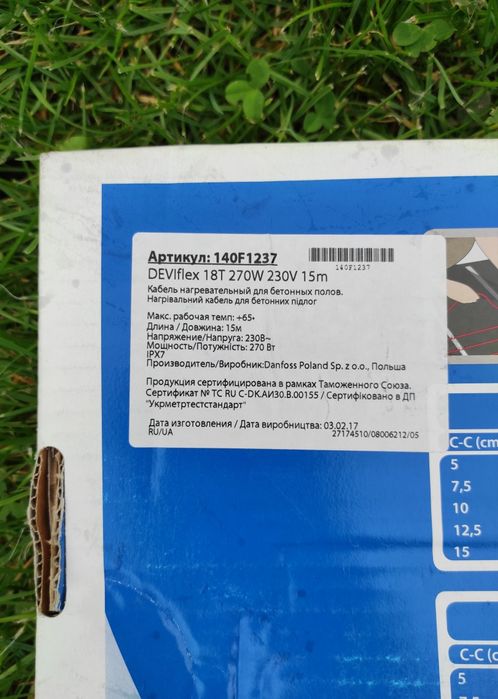 Артикул: 140F1237
140F1237
DEVIflex 18T 270W 230V 15m
Кабель нагревательный для бетонных полов.
Нагрівальний кабель для бетонних підлог
Макс. рабочая темп: +65•
Длина / Довжина: 15м
Напряжение/Напруга: 230В~
Мощность/Потужність: 270 Вт
IPX7
Производитель/Виробник:Danfoss Poland Sp. z o.o., Польша
Продукция сертифицирована в рамках Таможенного Союза.
Сертификат № ТС RU C-DK.АИ30.В.00155 / Сертифіковано в ДП
"Укрметртестстандарт"
Дата изготовления / Дата виробництва: 03.02.17
RU/UA
27174510/08006212/05
C-C (cm
5
7,5
10
12,5
15
C-C (c
5
7,5